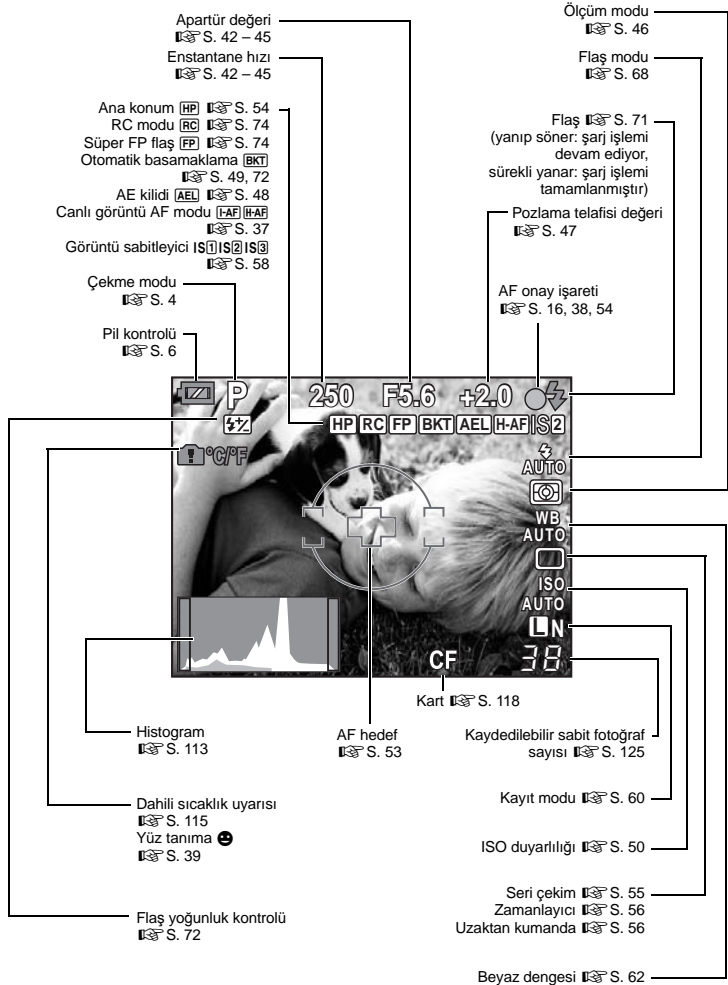 Apartür değeri
☞ S. 42 – 45
Enstantane hızı
☞ S. 42 – 45
Ana konum HP ☞ S. 54
RC modu RC ☞ S. 74
Süper FP flaş FP ☞ S. 74
Otomatik basamaklama BKT
☞ S. 49, 72
AE kilidi AEL ☞ S. 48
Canlı görüntü AF modu I-AF H-AF
☞ S. 37
Görüntü sabitleyici IS1 IS2 IS3
☞ S. 58
Çekme modu
☞ S. 4
Pil kontrolü
☞ S. 6
Ölçüm modu
☞ S. 46
Flaş modu
☞ S. 68
Flaş ☞ S. 71
(yanıp söner: şarj işlemi
devam ediyor,
sürekli yanar: şarj işlemi
tamamlanmıştır)
Pozlama telafisi değeri
☞ S. 47
AF onay işareti
☞ S. 16, 38, 54
P 250 F5.6 +2.0
HP RC FP BKT AEL H-AF IS2
°C/°F
AUTO
WB
AUTO
ISO
AUTO
L N
CF 38
Kart ☞ S. 118
Histogram
☞ S. 113
AF hedef
☞ S. 53
Kaydedilebilir sabit fotoğraf
sayısı ☞ S. 125
Dahili sıcaklık uyarısı
☞ S. 115
Yüz tanıma
☞ S. 39
Kayıt modu ☞ S. 60
ISO duyarlılığı ☞ S. 50
Flaş yoğunluk kontrolü
☞ S. 72
Seri çekim ☞ S. 55
Zamanlayıcı ☞ S. 56
Uzaktan kumanda ☞ S. 56
Beyaz dengesi ☞ S. 62